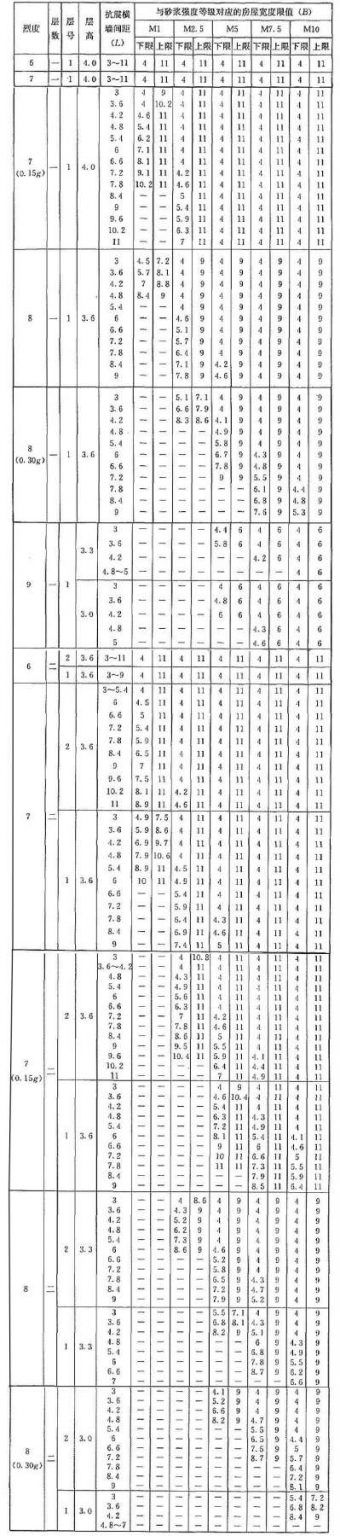 烈度 层数 层号 层高 抗震横墙间距(L) 与砂浆强度等级对应的房屋宽度限值（B）
M1 M2.5 M5 M7.5 M10
下限 上限 下限 上限 下限 上限 下限 上限 下限 上限
6 一 1 4.0 3~11 4 11 4 11 4 11 4 11 4 11
7 一 1 4.0 3~11 4 11 4 11 4 11 4 11 4 11
7 (0.15g) 一 1 4.0
3 4 9 4 11 4 11 4 11 4 11
3.6 4 10.2 4 11 4 11 4 11 4 11
4.2 4.6 11 4 11 4 11 4 11 4 11
4.8 5.4 11 4 11 4 11 4 11 4 11
5.4 6.2 11 4 11 4 11 4 11 4 11
6 7.1 11 4 11 4 11 4 11 4 11
6.6 8.1 11 4 11 4 11 4 11 4 11
7.2 9.1 11 4.2 11 4 11 4 11 4 11
7.8 10.2 11 4.6 11 4 11 4 11 4 11
8.4 — — 5 11 4 11 4 11 4 11
9 — — 5.4 11 4 11 4 11 4 11
9.6 — — 5.9 11 4 11 4 11 4 11
10.2 — — 6.3 11 4 11 4 11 4 11
11 — — 7 11 4 11 4 11 4 11
8 一 1 3.6
3 4.5 7.2 4 9 4 9 4 9 4 9
3.6 5.7 8.1 4 9 4 9 4 9 4 9
4.2 7 8.8 4 9 4 9 4 9 4 9
4.8 8.4 9 4 9 4 9 4 9 4 9
5.4 — — 4 9 4 9 4 9 4 9
6 — — 4.6 9 4 9 4 9 4 9
6.6 — — 5.1 9 4 9 4 9 4 9
7.2 — — 5.7 9 4 9 4 9 4 9
7.8 — — 6.4 9 4 9 4 9 4 9
8.4 — — 7.1 9 4.2 9 4 9 4 9
9 — — 7.8 9 4.6 9 4 9 4 9
8 (0.30g) 一 1 3.6
3 — — 5.1 7.1 4 9 4 9 4 9
3.6 — — 6.6 7.9 4 9 4 9 4 9
4.2 — — 8.3 8.6 4.1 9 4 9 4 9
4.8 — — — — 4.9 9 4 9 4 9
5.4 — — — — 5.8 9 4 9 4 9
6 — — — — 6.7 9 4.3 9 4 9
6.6 — — — — 7.8 9 4.8 9 4 9
7.2 — — — — 9 9 5.5 9 4 9
7.8 — — — — — — 6.1 9 4.4 9
8.4 — — — — — — 6.8 9 4.8 9
9 — — — — — — 7.6 9 5.3 9
9 一 1 3.3
3 — — — — 4.4 6 4 6 4 6
3.6 — — — — 5.8 6 4 6 4 6
4.2 — — — — — — 4.2 6 4 6
4.8~5 — — — — — — — — 4 6
3.0
3 — — — — 4 6 4 6 4 6
3.6 — — — — 4.8 6 4 6 4 6
4.2 — — — — 6 6 4 6 4 6
4.8 — — — — — — 4.3 6 4 6
5 — — — — — — 4.6 6 4 6
6 二 2 3.6 3~11 4 11 4 11 4 11 4 11 4 11
1 3.6 3~9 4 11 4 11 4 11 4 11 4 11
7 二 2 3.6
3~5.4 4 11 4 11 4 11 4 11 4 11
6 4.5 11 4 11 4 11 4 11 4 11
6.6 5 11 4 11 4 11 4 11 4 11
7.2 5.4 11 4 11 4 11 4 11 4 11
7.8 5.9 11 4 11 4 11 4 11 4 11
8.4 6.5 11 4 11 4 11 4 11 4 11
9 7 11 4 11 4 11 4 11 4 11
9.6 7.5 11 4 11 4 11 4 11 4 11
10.2 8.1 11 4.2 11 4 11 4 11 4 11
11 8.9 11 4.6 11 4 11 4 11 4 11
1 3.6
3 4.9 7.5 4 11 4 11 4 11 4 11
3.6 5.9 8.6 4 11 4 11 4 11 4 11
4.2 6.9 9.7 4 11 4 11 4 11 4 11
4.8 7.9 10.6 4 11 4 11 4 11 4 11
5.4 8.9 11 4.5 11 4 11 4 11 4 11
6 10 11 4.9 11 4 11 4 11 4 11
6.6 — — 5.4 11 4 11 4 11 4 11
7.2 — — 5.9 11 4 11 4 11 4 11
7.8 — — 6.4 11 4.3 11 4 11 4 11
8.4 — — 6.9 11 4.6 11 4 11 4 11
9 — — 7.4 11 5 11 4 11 4 11
7 (0.15g) 二 2 3.6
3 — — 4 10.8 4 11 4 11 4 11
3.6~4.2 — — 4 11 4 11 4 11 4 11
4.8 — — 4.3 11 4 11 4 11 4 11
5.4 — — 4.9 11 4 11 4 11 4 11
6 — — 5.6 11 4 11 4 11 4 11
6.6 — — 6.3 11 4 11 4 11 4 11
7.2 — — 7 11 4.2 11 4 11 4 11
7.8 — — 7.8 11 4.6 11 4 11 4 11
8.4 — — 8.6 11 5 11 4 11 4 11
9 — — 9.5 11 5.5 11 4 11 4 11
9.6 — — 10.4 11 5.9 11 4.1 11 4 11
10.2 — — — — 6.4 11 4.4 11 4 11
11 — — — — 7 11 4.9 11 4 11
1 3.6
3 — — — — 4 9 4 11 4 11
3.6 — — — — 4.6 10.4 4 11 4 11
4.2 — — — — 5.4 11 4 11 4 11
4.8 — — — — 6.3 11 4.3 11 4 11
5.4 — — — — 7.2 11 4.9 11 4 11
6 — — — — 8.1 11 5.4 11 4.1 11
6.6 — — — — 9 11 6 11 4.6 11
7.2 — — — — 10 11 6.6 11 5 11
7.8 — — — — 11 11 7.3 11 5.5 11
8.4 — — — — — — 7.9 11 5.9 11
9 — — — — — — 8.5 11 6.4 11
8 二 2 3.3
3 — — 4 8.6 4 9 4 9 4 9
3.6 — — 4.3 9 4 9 4 9 4 9
4.2 — — 5.2 9 4 9 4 9 4 9
4.8 — — 6.2 9 4 9 4 9 4 9
5.4 — — 7.3 9 4 9 4 9 4 9
6 — — 8.6 9 4.6 9 4 9 4 9
6.6 — — — — 5.2 9 4 9 4 9
7.2 — — — — 5.8 9 4 9 4 9
7.8 — — — — 6.5 9 4.3 9 4 9
8.4 — — — — 7.2 9 4.7 9 4 9
9 — — — — 7.9 9 5.2 9 4 9
1 3.3
3 — — — — 5.5 7.1 4 9 4 9
3.6 — — — — 6.8 8.1 4.3 9 4 9
4.2 — — — — 8.2 9 5.1 9 4 9
4.8 — — — — — — 6 9 4.3 9
5.4 — — — — — — 6.8 9 4.9 9
6 — — — — — — 7.8 9 5.5 9
6.6 — — — — — — 8.7 9 6.2 9
7 — — — — — — — — 6.6 9
8 (0.30g) 二 2 3.0
3 — — — — 4.1 9 4 9 4 9
3.6 — — — — 5.2 9 4 9 4 9
4.2 — — — — 6.6 9 4 9 4 9
4.8 — — — — 8.2 9 4.7 9 4 9
5.4 — — — — — — 5.5 9 4 9
6 — — — — — — 6.5 9 4.4 9
6.6 — — — — — — 7.5 9 5 9
7.2 — — — — — — 8.7 9 5.7 9
7.8 — — — — — — — — 6.4 9
8.4 — — — — — — — — 7.2 9
9 — — — — — — — — 8.1 9
1 3.0
3 — — — — — — — — 5.4 7.2
3.6 — — — — — — — — 6.8 8.2
4.2 — — — — — — — — 8.4 9
4.8~7 — — — — — — — — — —